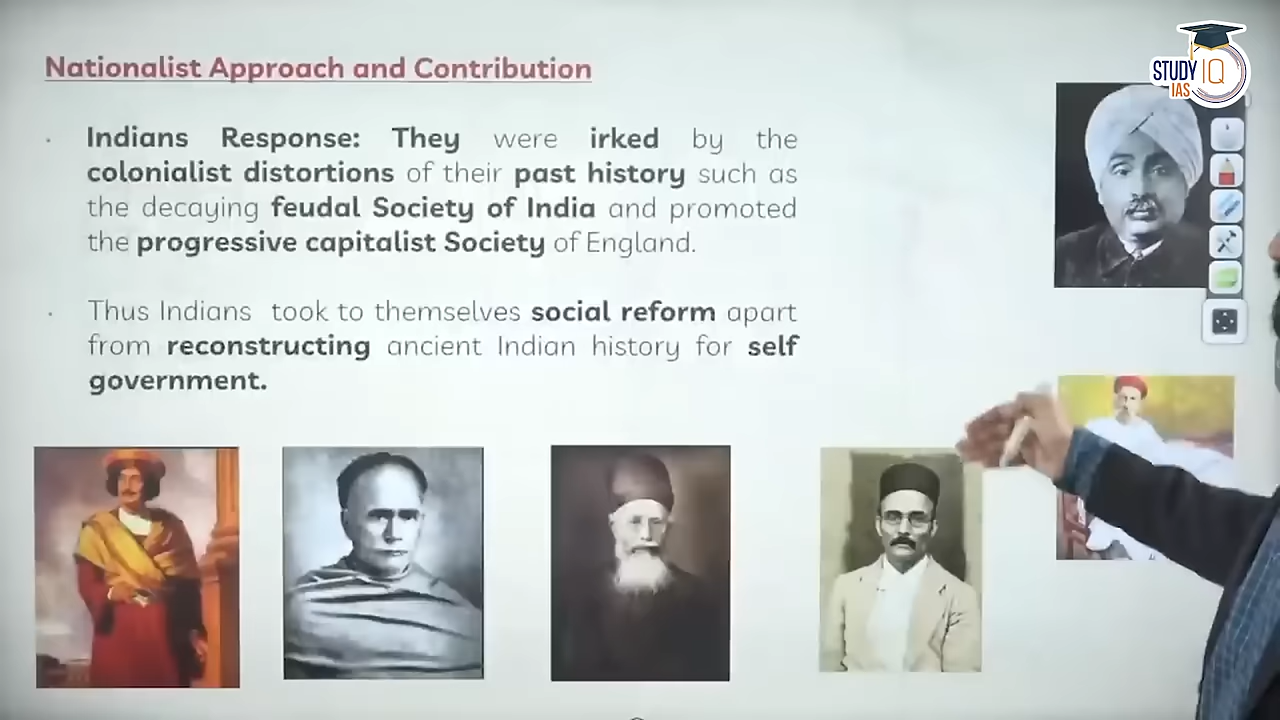 Nationalist Approach and Contribution
STUDY IQ
IAS
Indians Response: They were irked by the
colonialist distortions of their past history such as
the decaying feudal Society of India and promoted
the progressive capitalist Society of England.
Thus Indians took to themselves social reform apart
from reconstructing ancient Indian history for self
government.